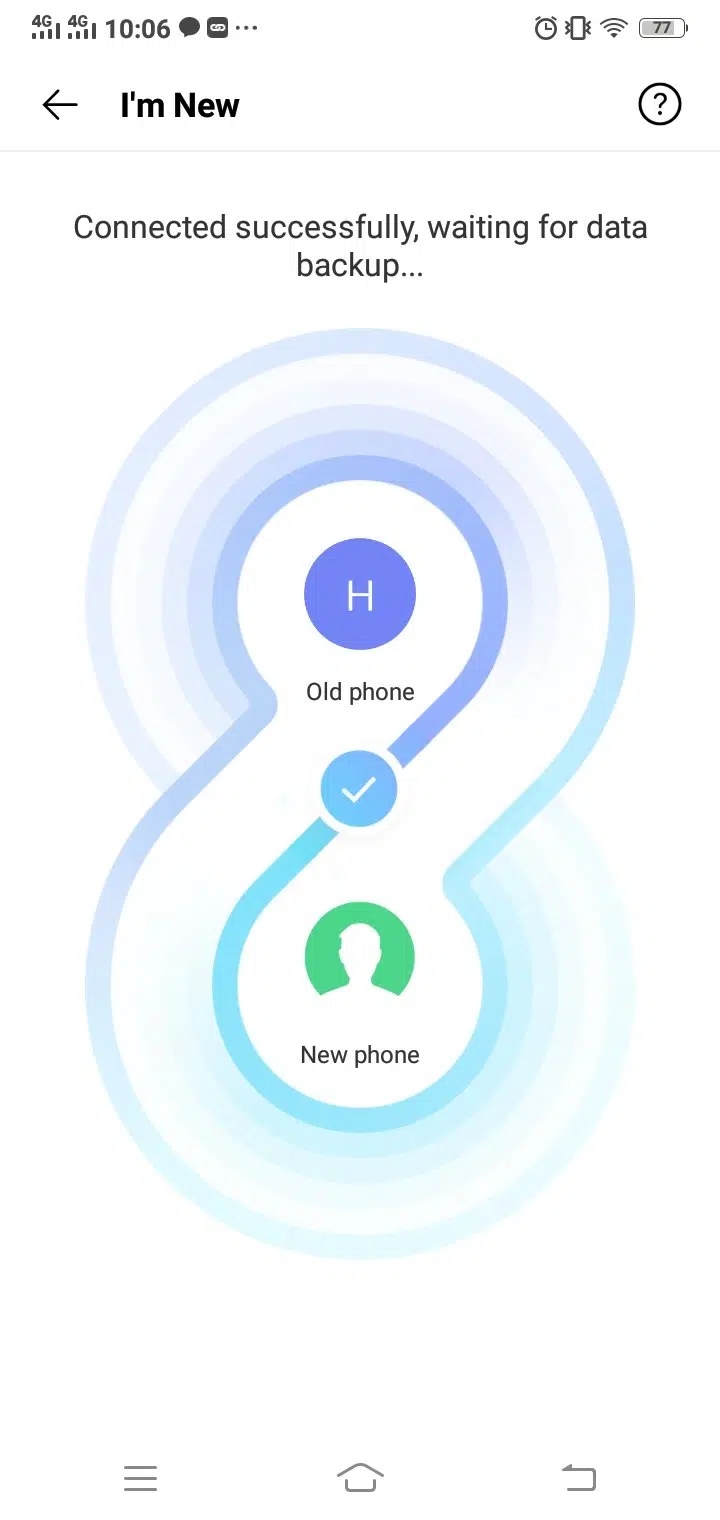 4G 4G 10:06 77
I'm New ?
Connected successfully, waiting for data
backup...
H
Old phone
New phone